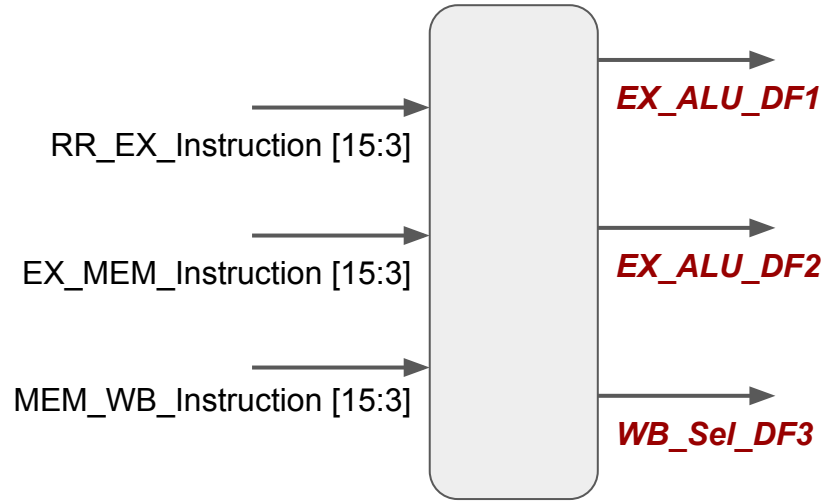 EX_ALU_DF1
RR_EX_Instruction [15:3]
EX_ALU_DF2
EX_MEM_Instruction [15:3]
MEM_WB_Instruction [15:3]
WB_Sel_DF3